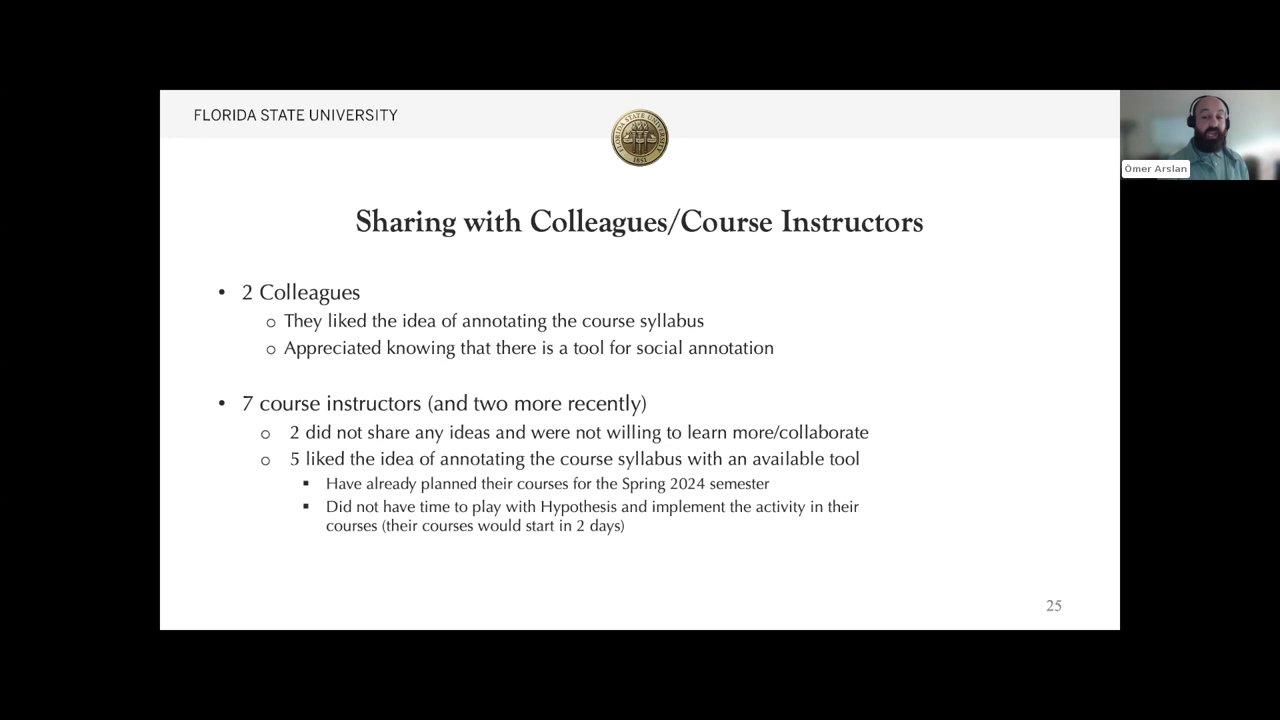 FLORIDA STATE UNIVERSITY
Ömer Arslan
Sharing with Colleagues/Course Instructors
• 2 Colleagues
o They liked the idea of annotating the course syllabus
o Appreciated knowing that there is a tool for social annotation
• 7 course instructors (and two more recently)
o 2 did not share any ideas and were not willing to learn more/collaborate
o 5 liked the idea of annotating the course syllabus with an available tool
▪ Have already planned their courses for the Spring 2024 semester
▪ Did not have time to play with Hypothesis and implement the activity in their
courses (their courses would start in 2 days)
25